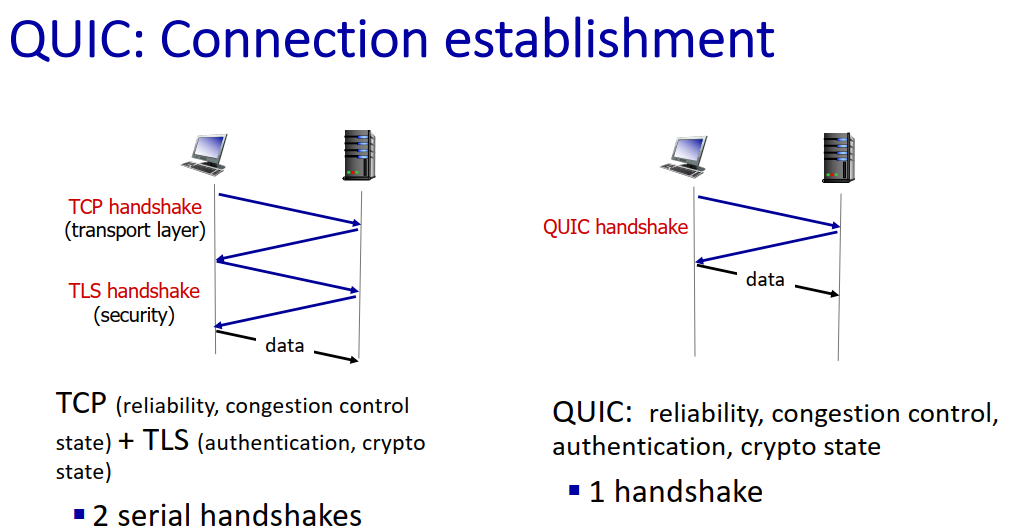 QUIC: Connection establishment
TCP handshake
(transport layer)
TLS handshake
(security)
data
TCP (reliability, congestion control
state) + TLS (authentication, crypto
state)
▪ 2 serial handshakes
QUIC handshake
data
QUIC: reliability, congestion control,
authentication, crypto state
▪ 1 handshake